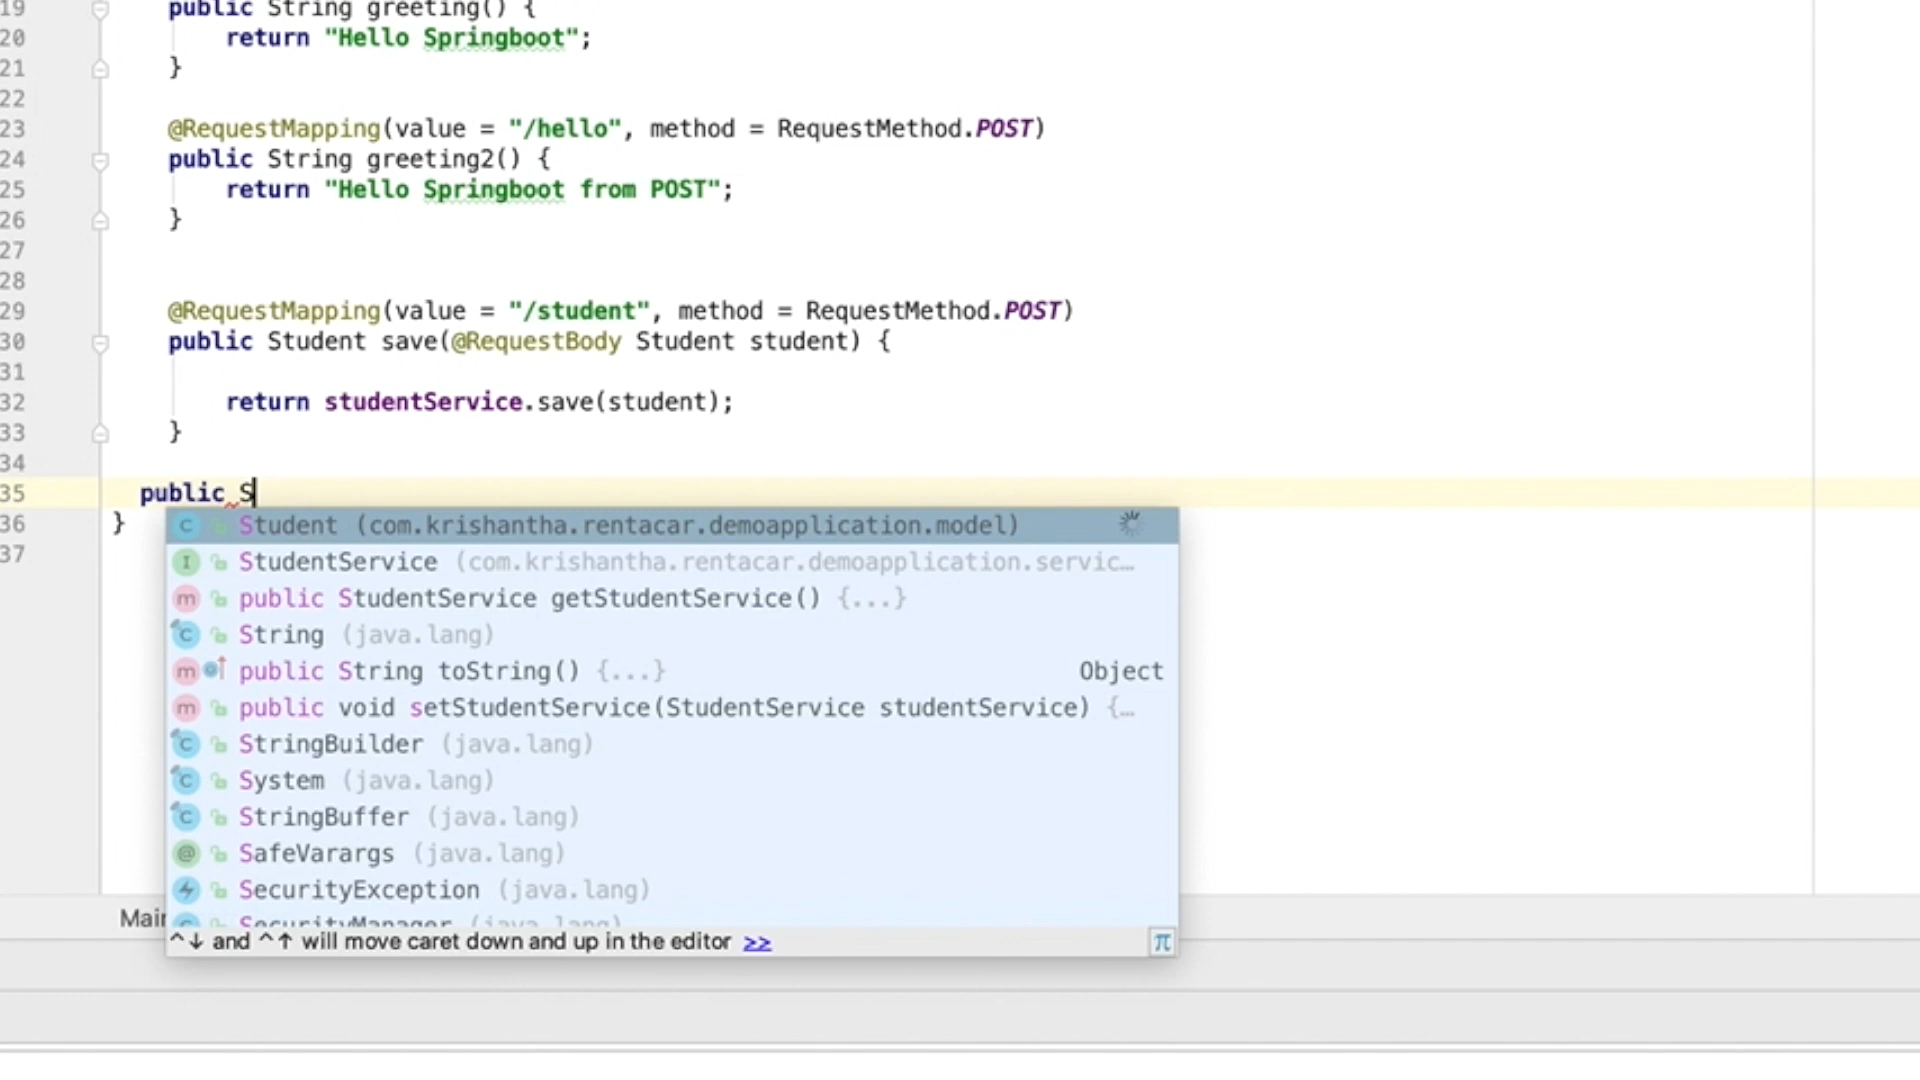 19 public String greeting() {
20 return "Hello Springboot";
21 }
22
23 @RequestMapping(value = "/hello", method = RequestMethod.POST)
24 public String greeting2() {
25 return "Hello Springboot from POST";
26 }
27
28
29 @RequestMapping(value = "/student", method = RequestMethod.POST)
30 public Student save(@RequestBody Student student) {
31
32 return studentService.save(student);
33 }
34
35 public S
36 }
37
Student (com.krishantha.rentacar.demoapplication.model)
StudentService (com.krishantha.rentacar.demoapplication.servic…
public StudentService getStudentService() {...}
String (java.lang)
public String toString() {...} Object
public void setStudentService(StudentService studentService) {…
StringBuilder (java.lang)
System (java.lang)
StringBuffer (java.lang)
SafeVarargs (java.lang)
SecurityException (java.lang)
SecurityManager (java.lang)
Mair
^↓ and ^↑ will move caret down and up in the editor >>
π